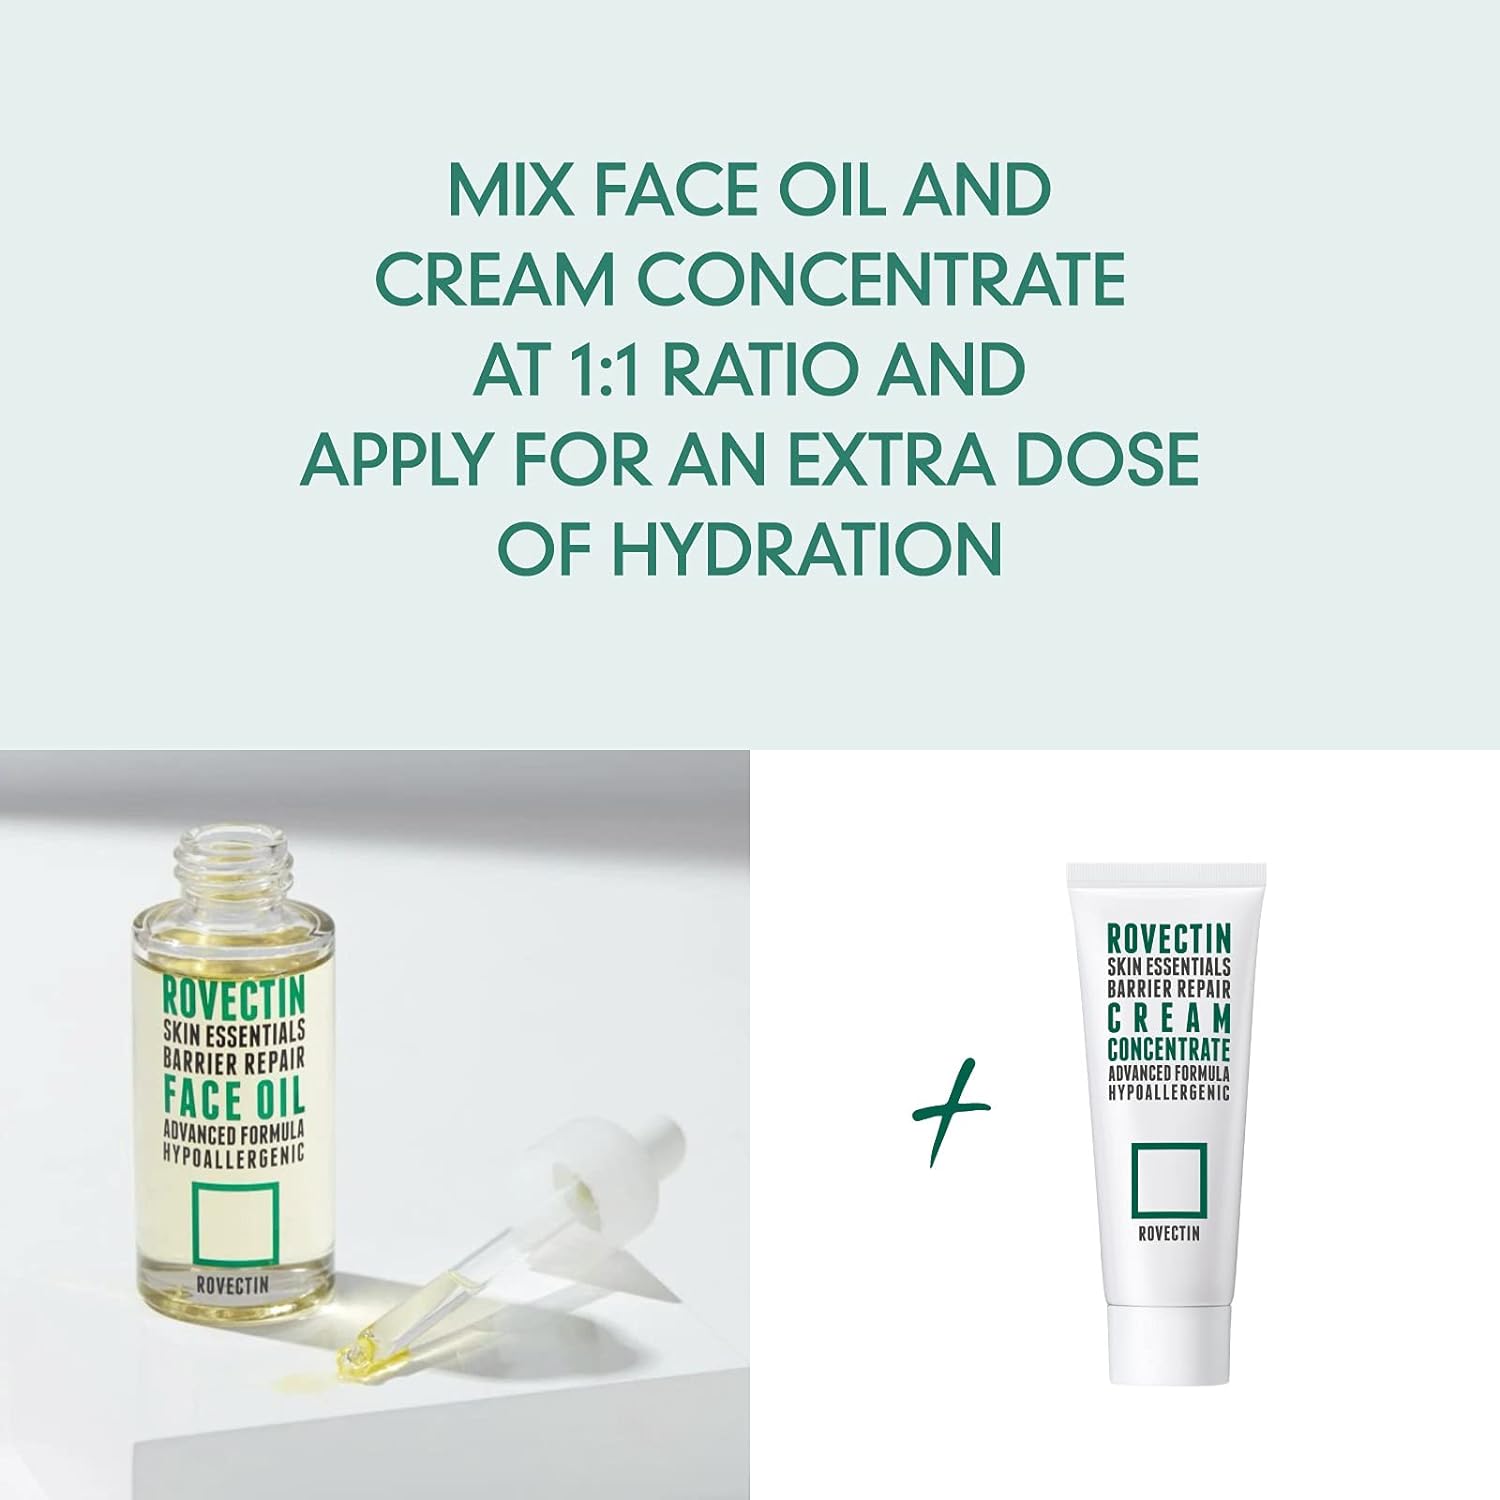 MIX FACE OIL AND
CREAM CONCENTRATE
AT 1:1 RATIO AND
APPLY FOR AN EXTRA DOSE
OF HYDRATION
ROVECTIN
SKIN ESSENTIALS
BARRIER REPAIR
FACE OIL
ADVANCED FORMULA
HYPOALLERGENIC
ROVECTIN
+
ROVECTIN
SKIN ESSENTIALS
BARRIER REPAIR
CREAM
CONCENTRATE
ADVANCED FORMULA
HYPOALLERGENIC
ROVECTIN